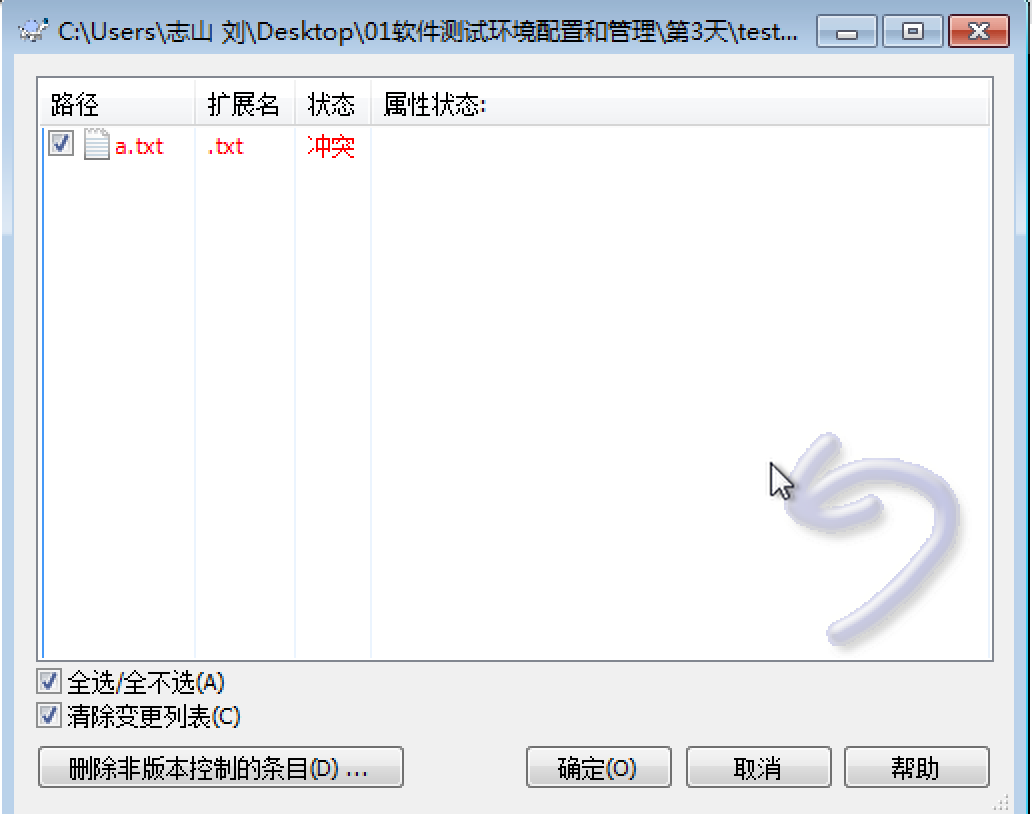 C:\Users\志山 刘\Desktop\01软件测试环境配置和管理\第3天\test...
路径 扩展名 状态 属性状态:
a.txt .txt 冲突
全选/全不选(A)
清除变更列表(C)
删除非版本控制的条目(D) ... 确定(O) 取消 帮助